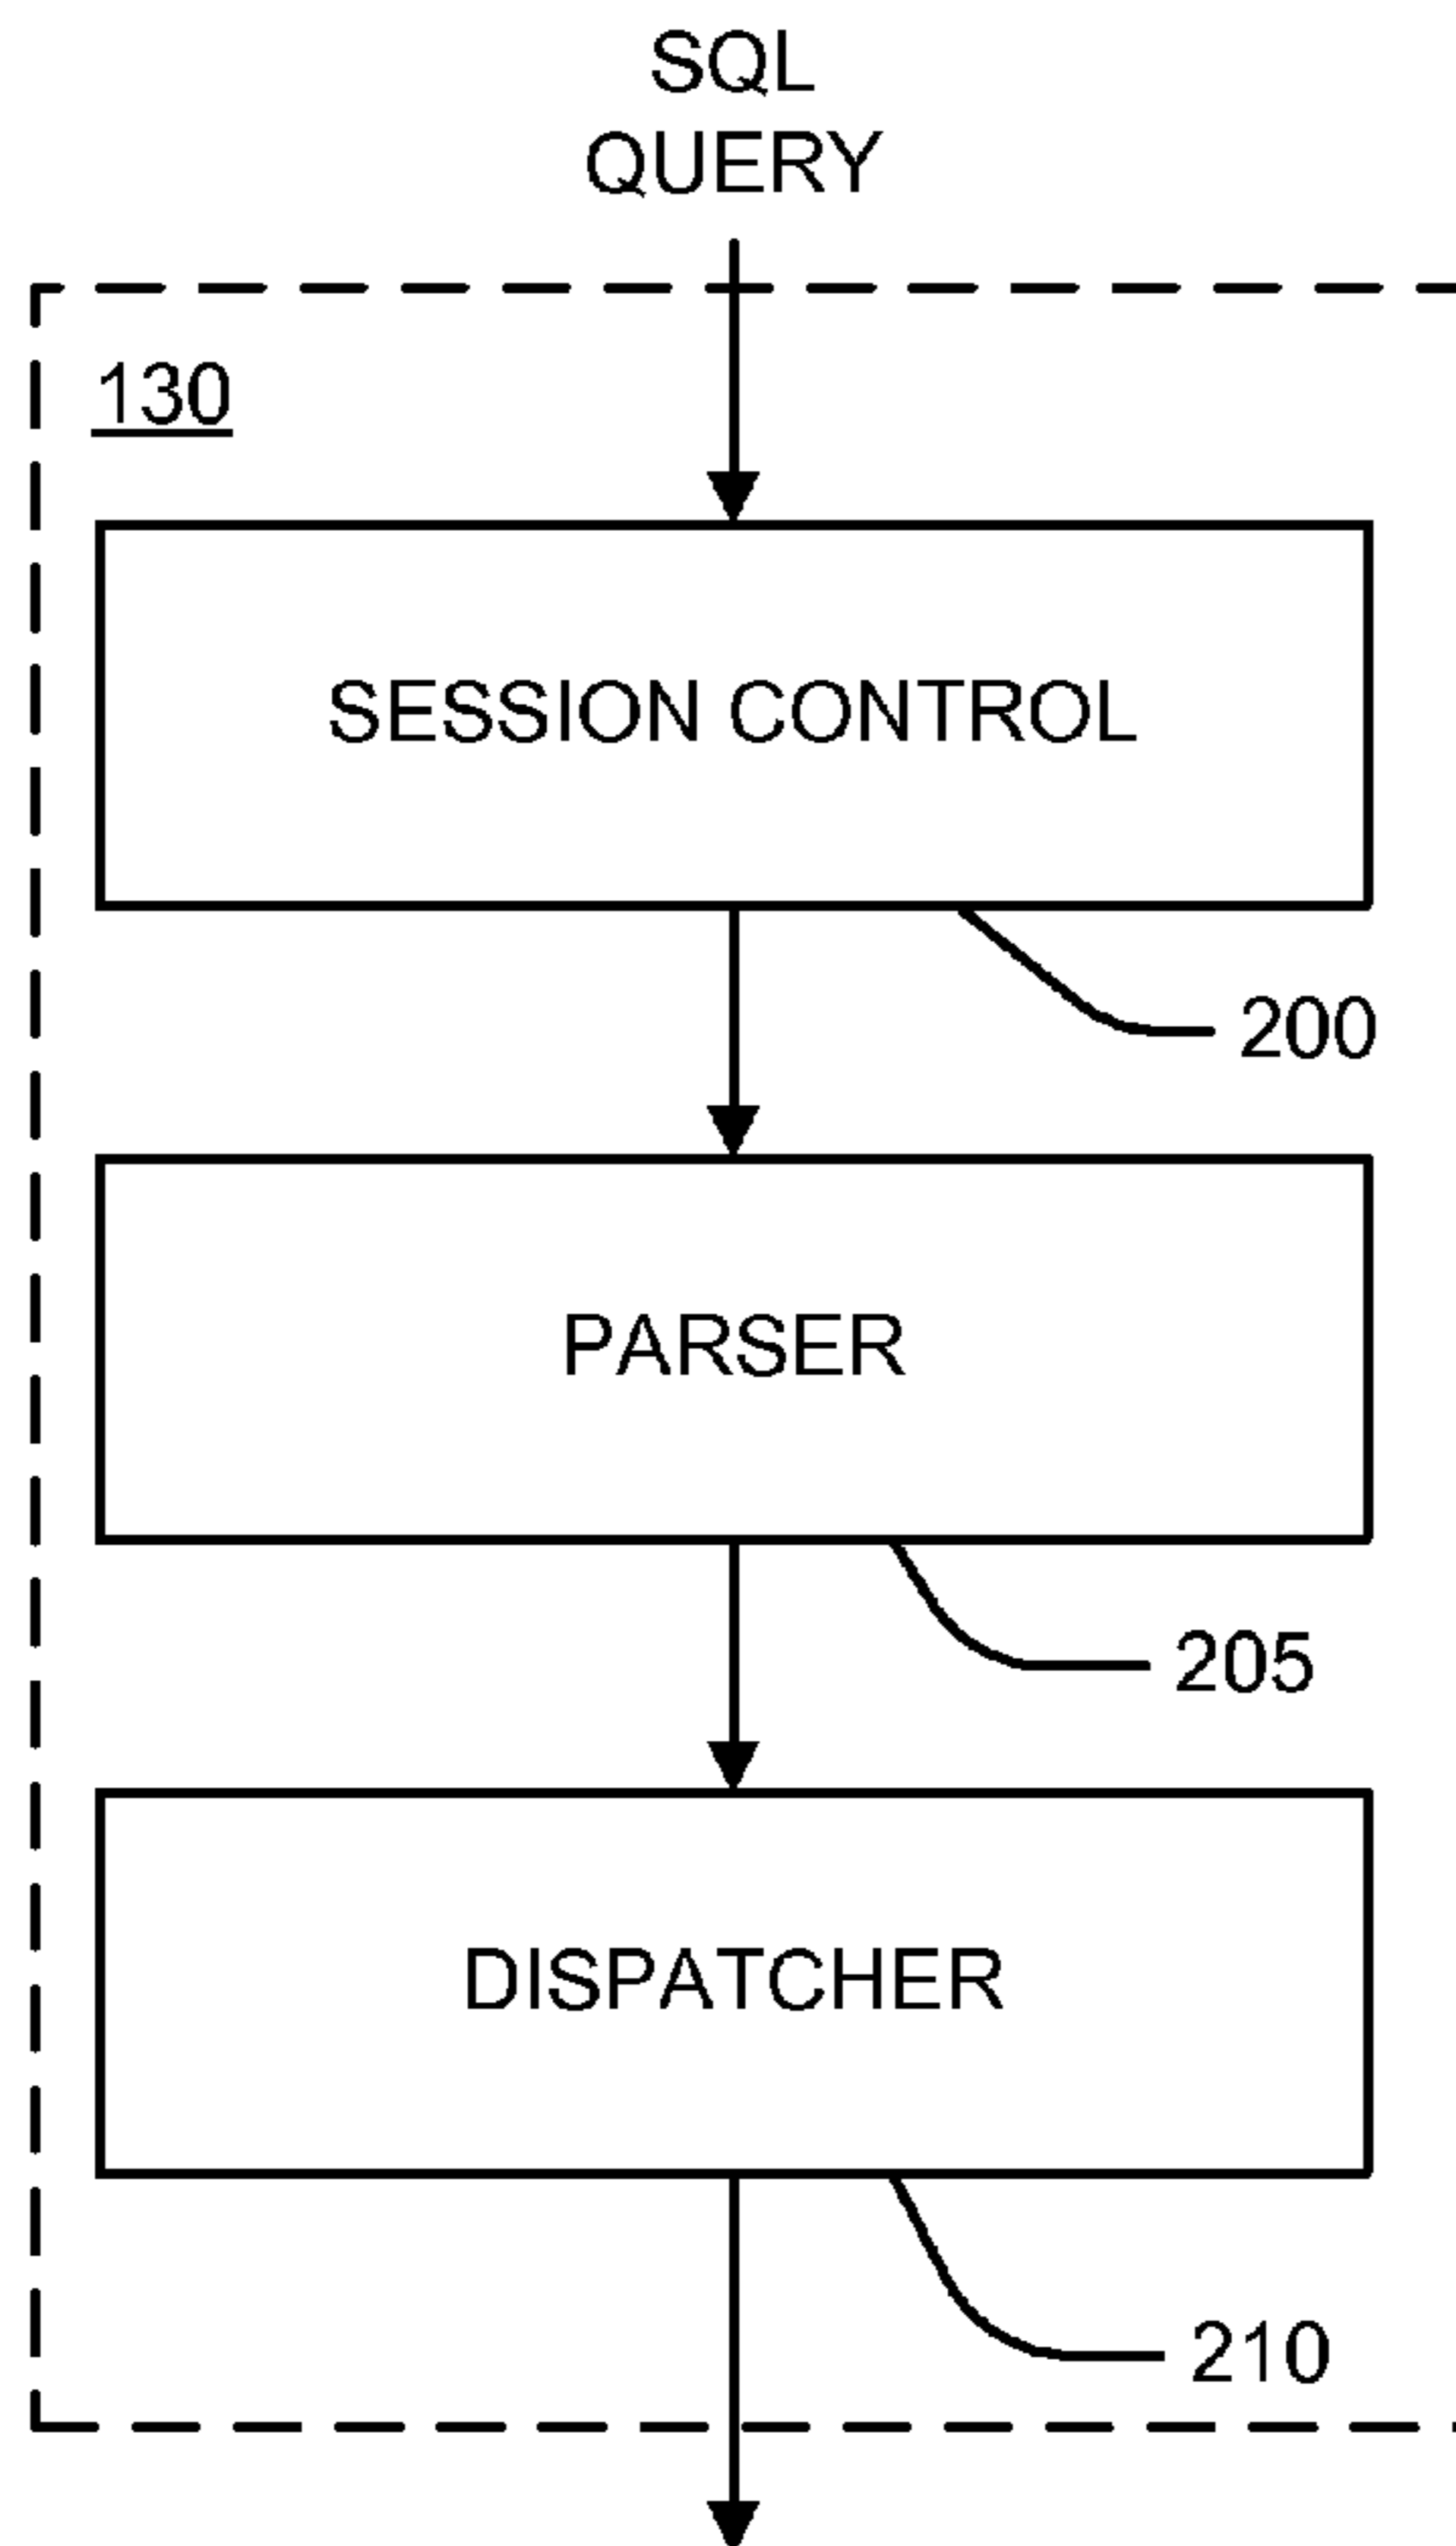 SQL
QUERY
130
SESSION CONTROL
200
PARSER
205
DISPATCHER
210